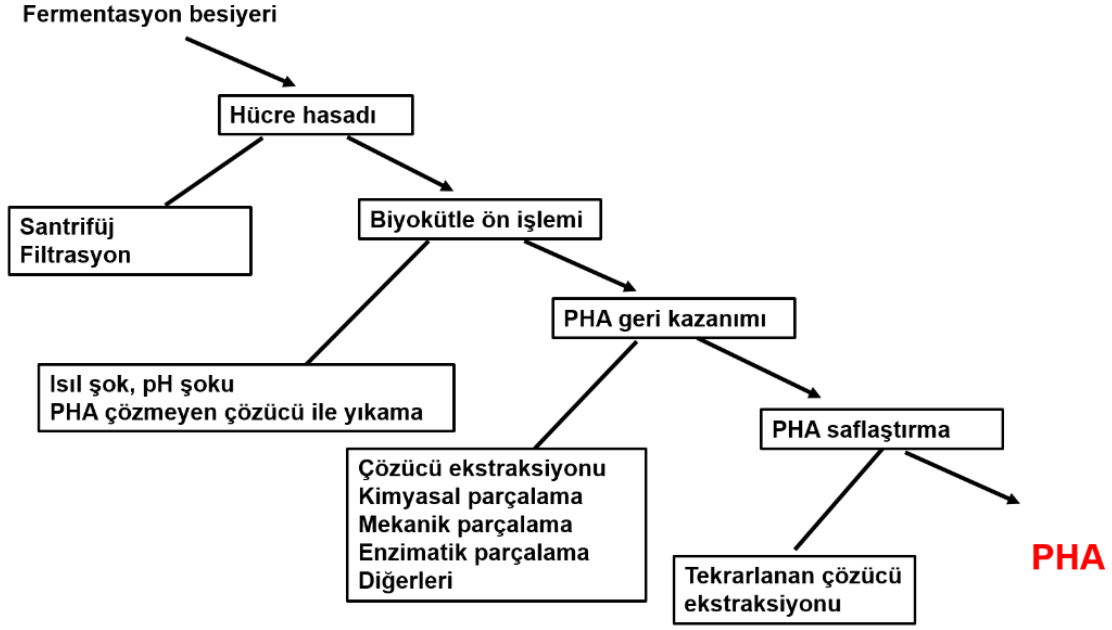 Fermentasyon besiyeri
Hücre hasadı
Santrifüj
Filtrasyon
Biyokütle ön işlemi
Isıl şok, pH şoku
PHA çözmeyen çözücü ile yıkama
PHA geri kazanımı
Çözücü ekstraksiyonu
Kimyasal parçalama
Mekanik parçalama
Enzimatik parçalama
Diğerleri
PHA saflaştırma
Tekrarlanan çözücü
ekstraksiyonu
PHA